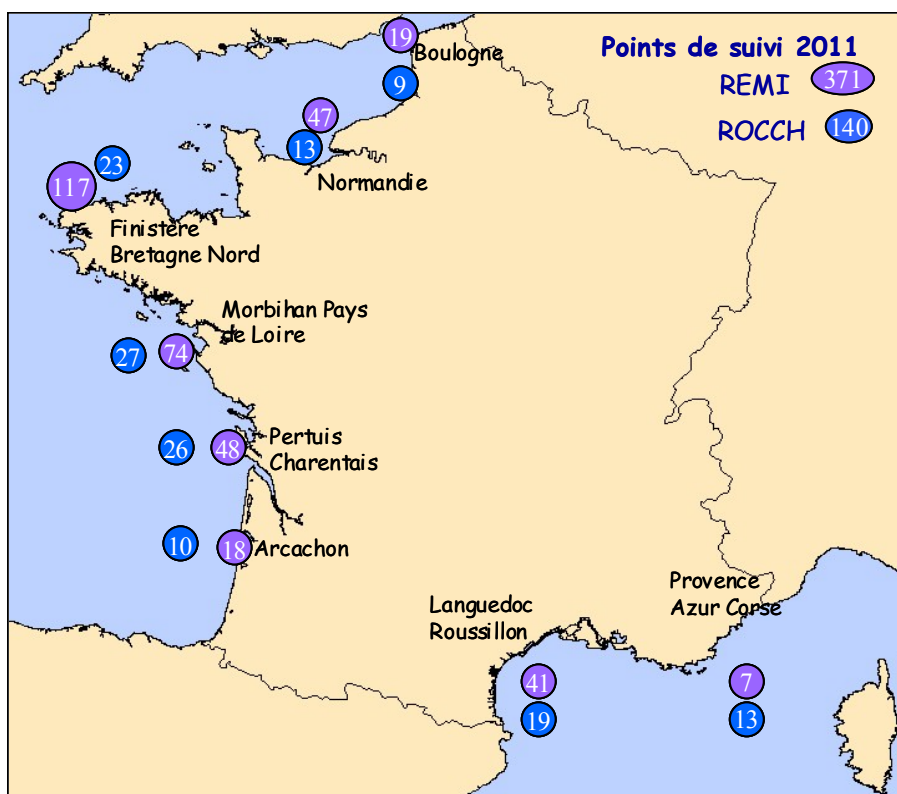 19
Boulogne
Points de suivi 2011
REMI 371
9
ROCCH 140
47
13
Normandie
23
117
Finistère
Bretagne Nord
Morbihan Pays
de Loire
27
74
26
48
Pertuis
Charentais
10
18
Arcachon
Provence
Azur Corse
Languedoc
Roussillon
41
7
19
13